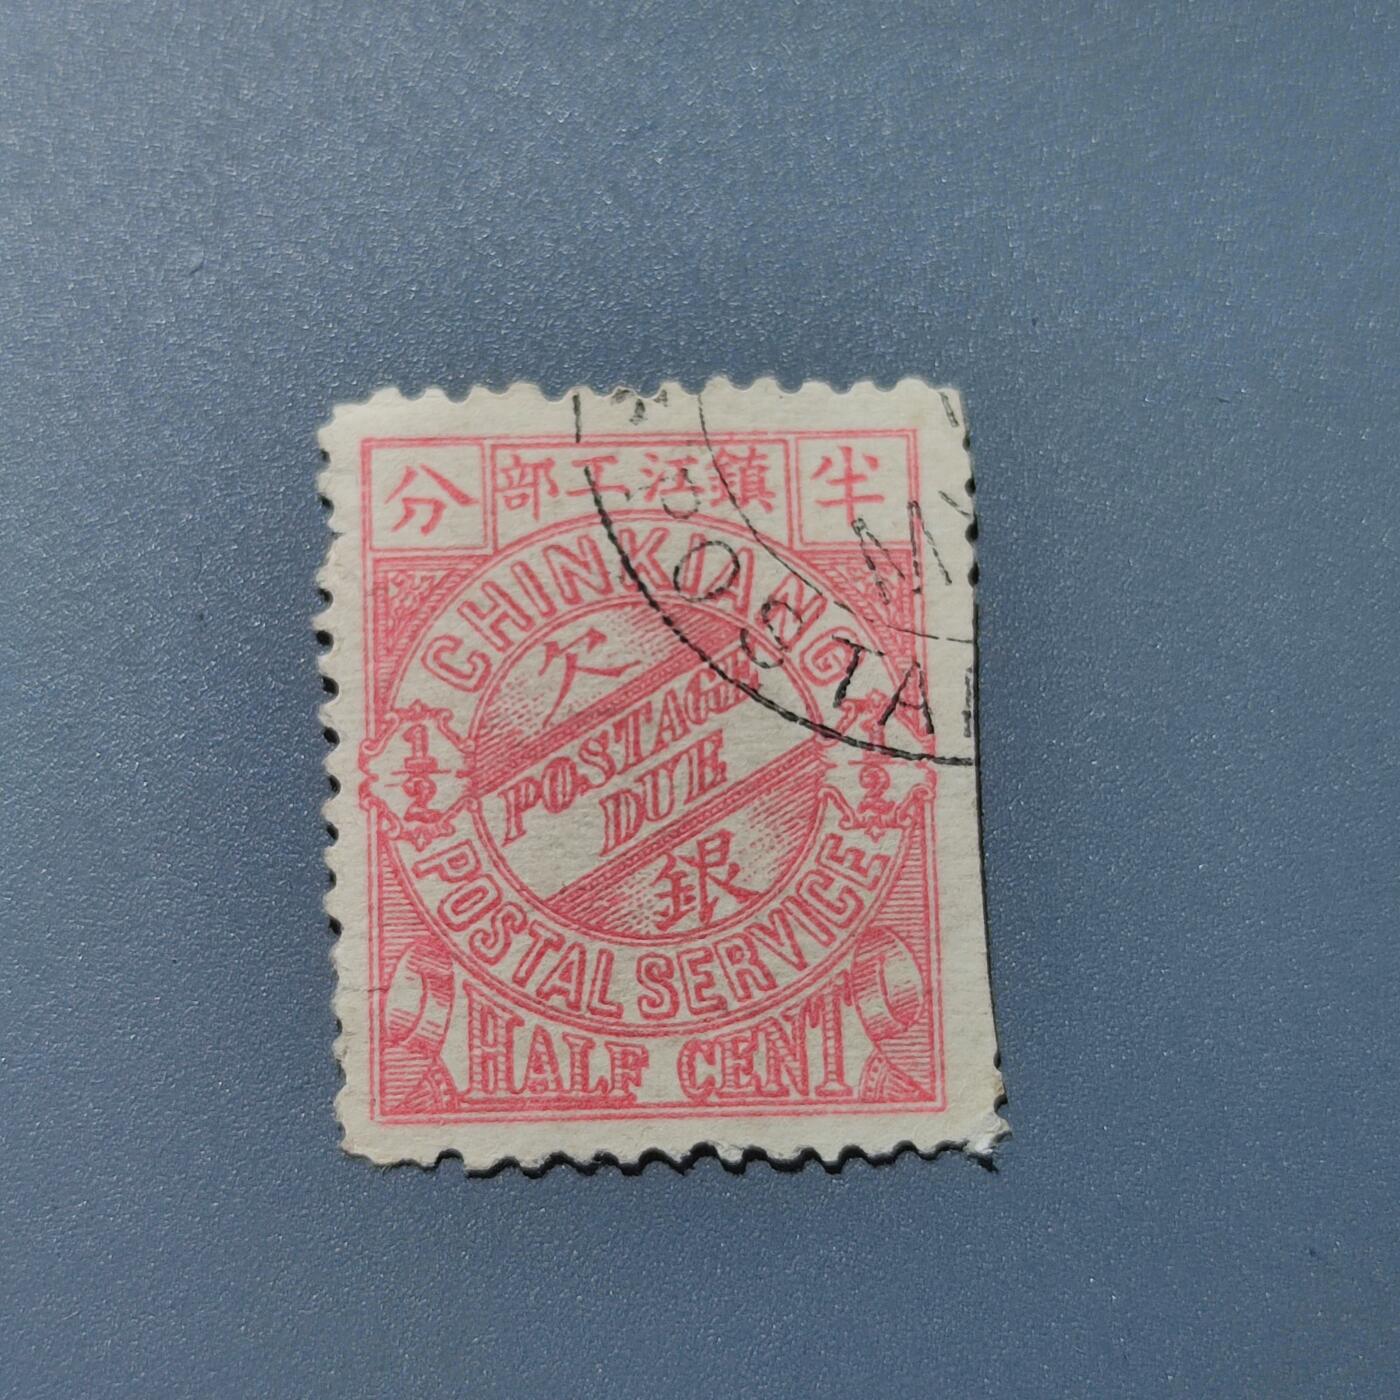 分 部工江鎮 半
CHINKIANG
欠
POSTAGE
DUE
銀
1/2 1/2
POSTAL SERVICE
HALF CENT
M
POSTAL